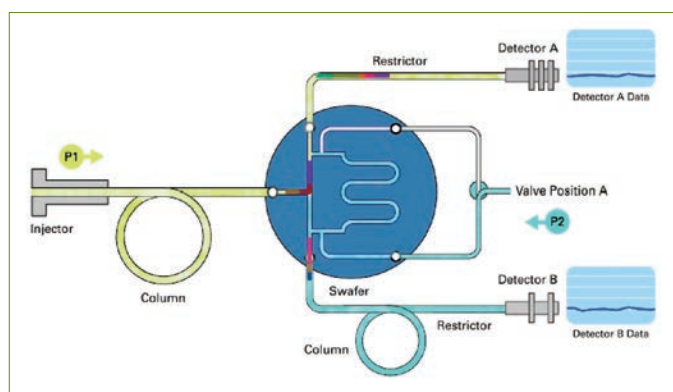 Restrictor
Detector A
Detector A Data
P1
Injector
Column
Valve Position A
P2
Swafer
Column
Restrictor
Detector B
Detector B Data